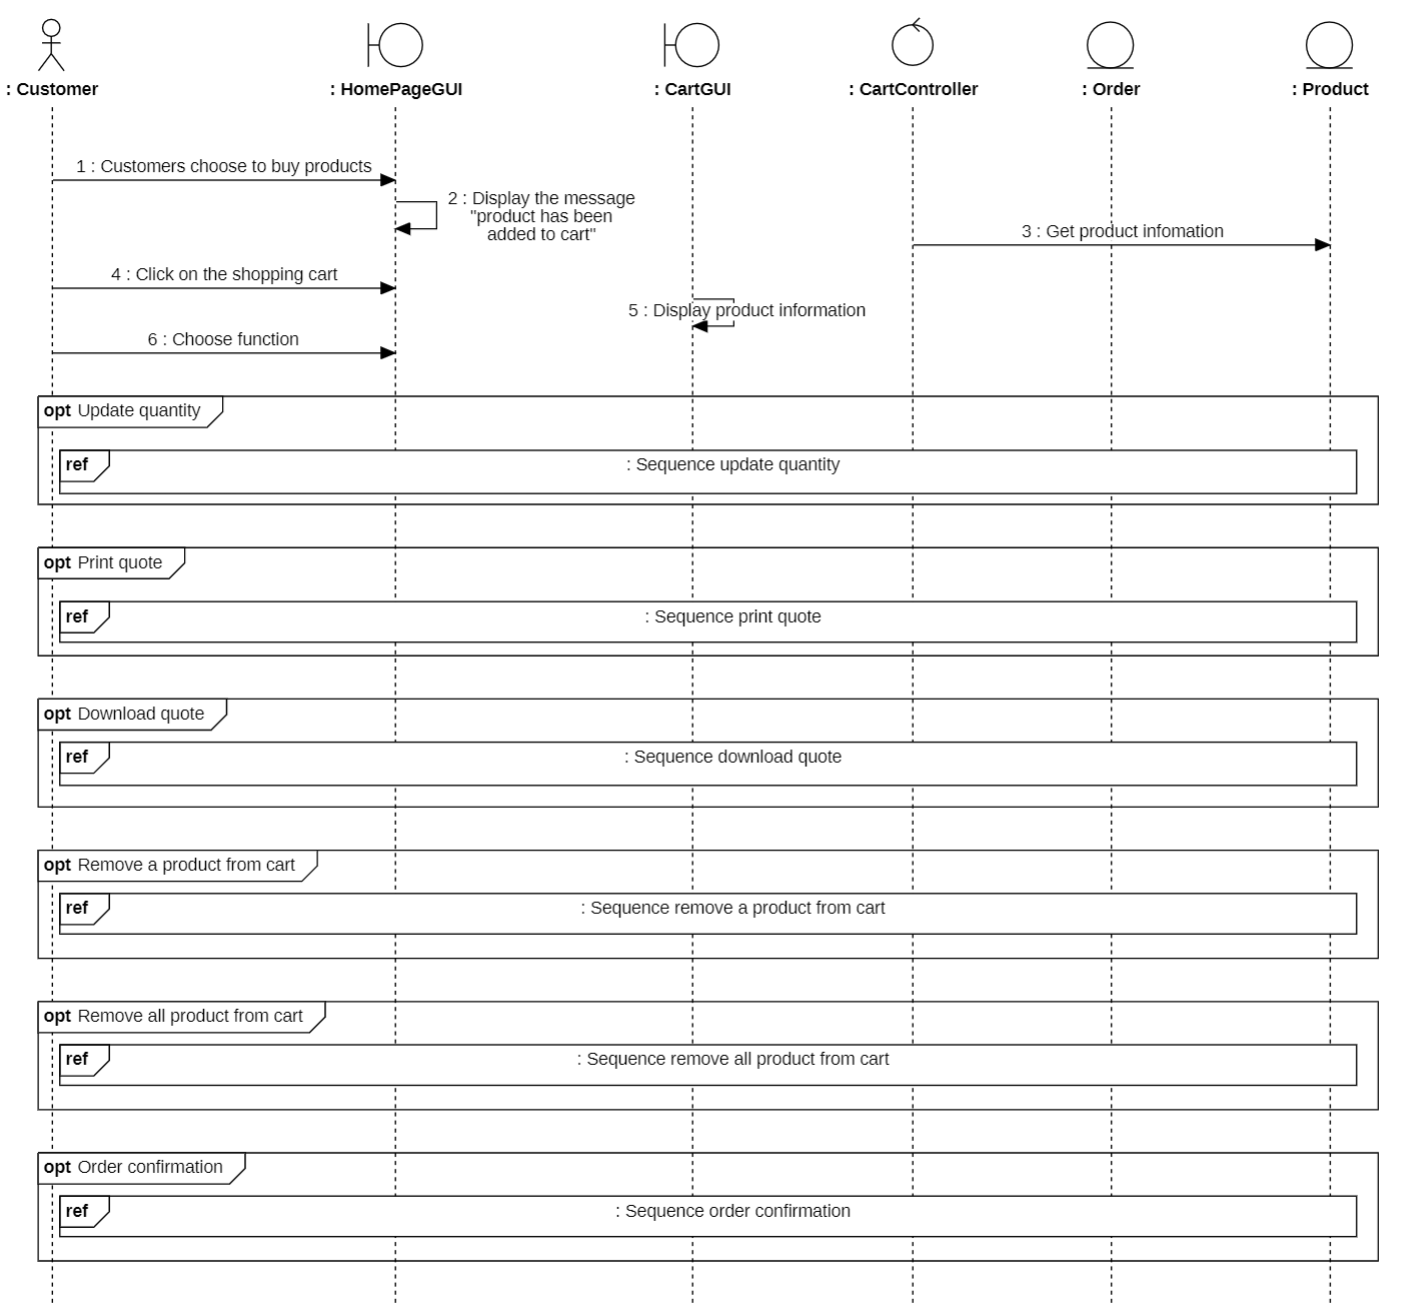 : Customer
: HomePageGUI
: CartGUI
: CartController
: Order
: Product
1 : Customers choose to buy products
2 : Display the message
"product has been
added to cart"
3 : Get product infomation
4 : Click on the shopping cart
5 : Display product information
6 : Choose function
opt Update quantity
ref
: Sequence update quantity
opt Print quote
ref
: Sequence print quote
opt Download quote
ref
: Sequence download quote
opt Remove a product from cart
ref
: Sequence remove a product from cart
opt Remove all product from cart
ref
: Sequence remove all product from cart
opt Order confirmation
ref
: Sequence order confirmation